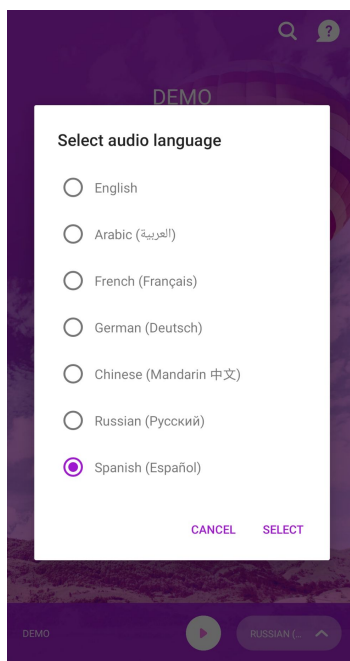 ?
DEMO
Select audio language
English
Arabic (العربية)
French (Français)
German (Deutsch)
Chinese (Mandarin 中文)
Russian (Русский)
Spanish (Español)
CANCEL SELECT
DEMO RUSSIAN (...